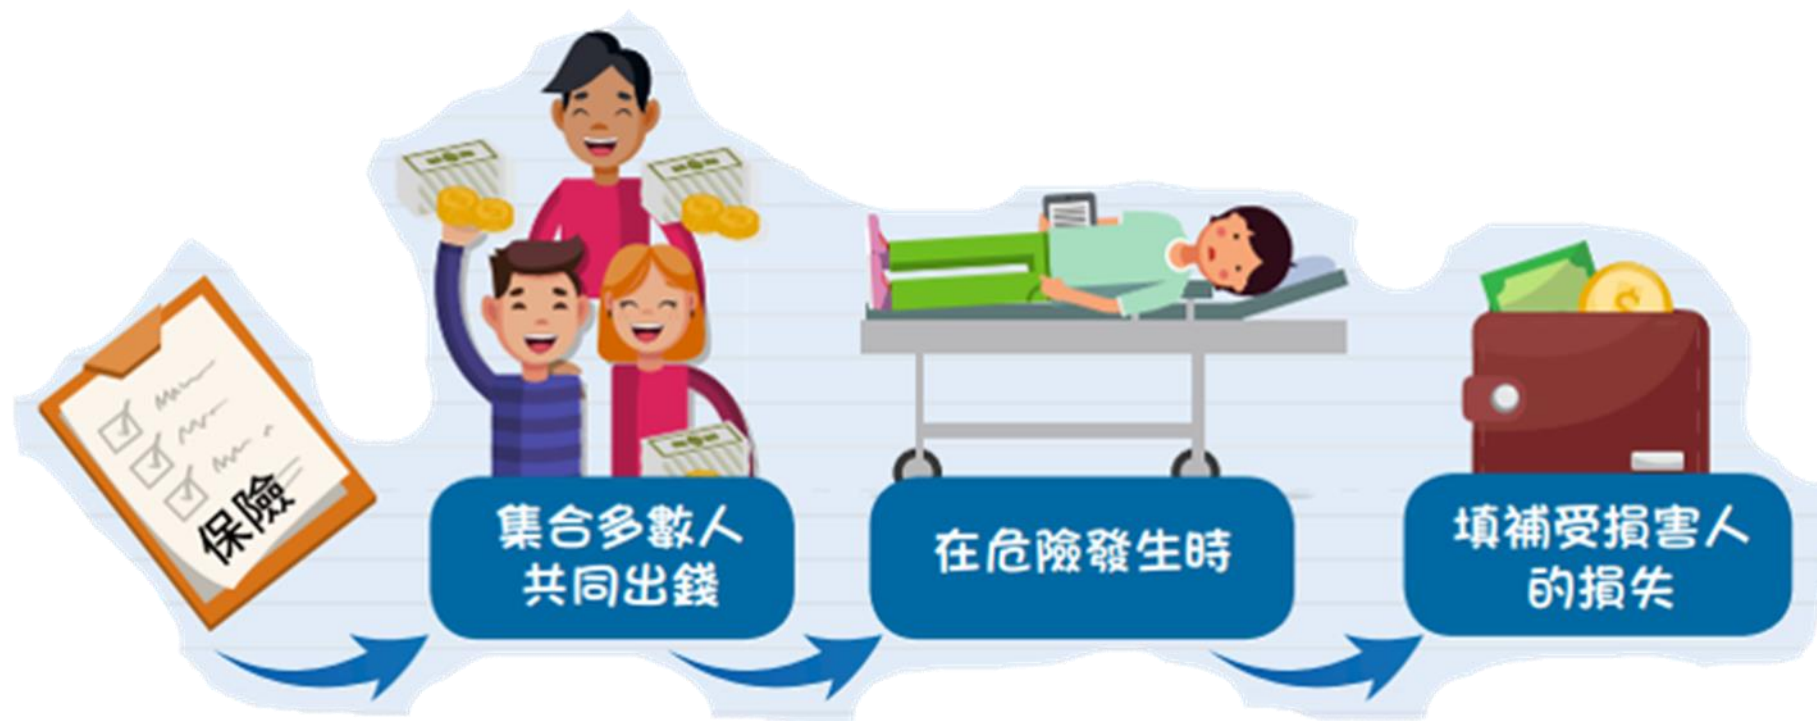 保險
集合多數人
共同出錢
在危險發生時
填補受損害人
的損失